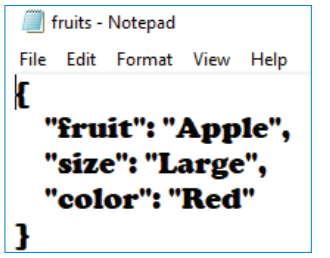 fruits - Notepad
File Edit Format View Help
{
"fruit": "Apple",
"size": "Large",
"color": "Red"
}